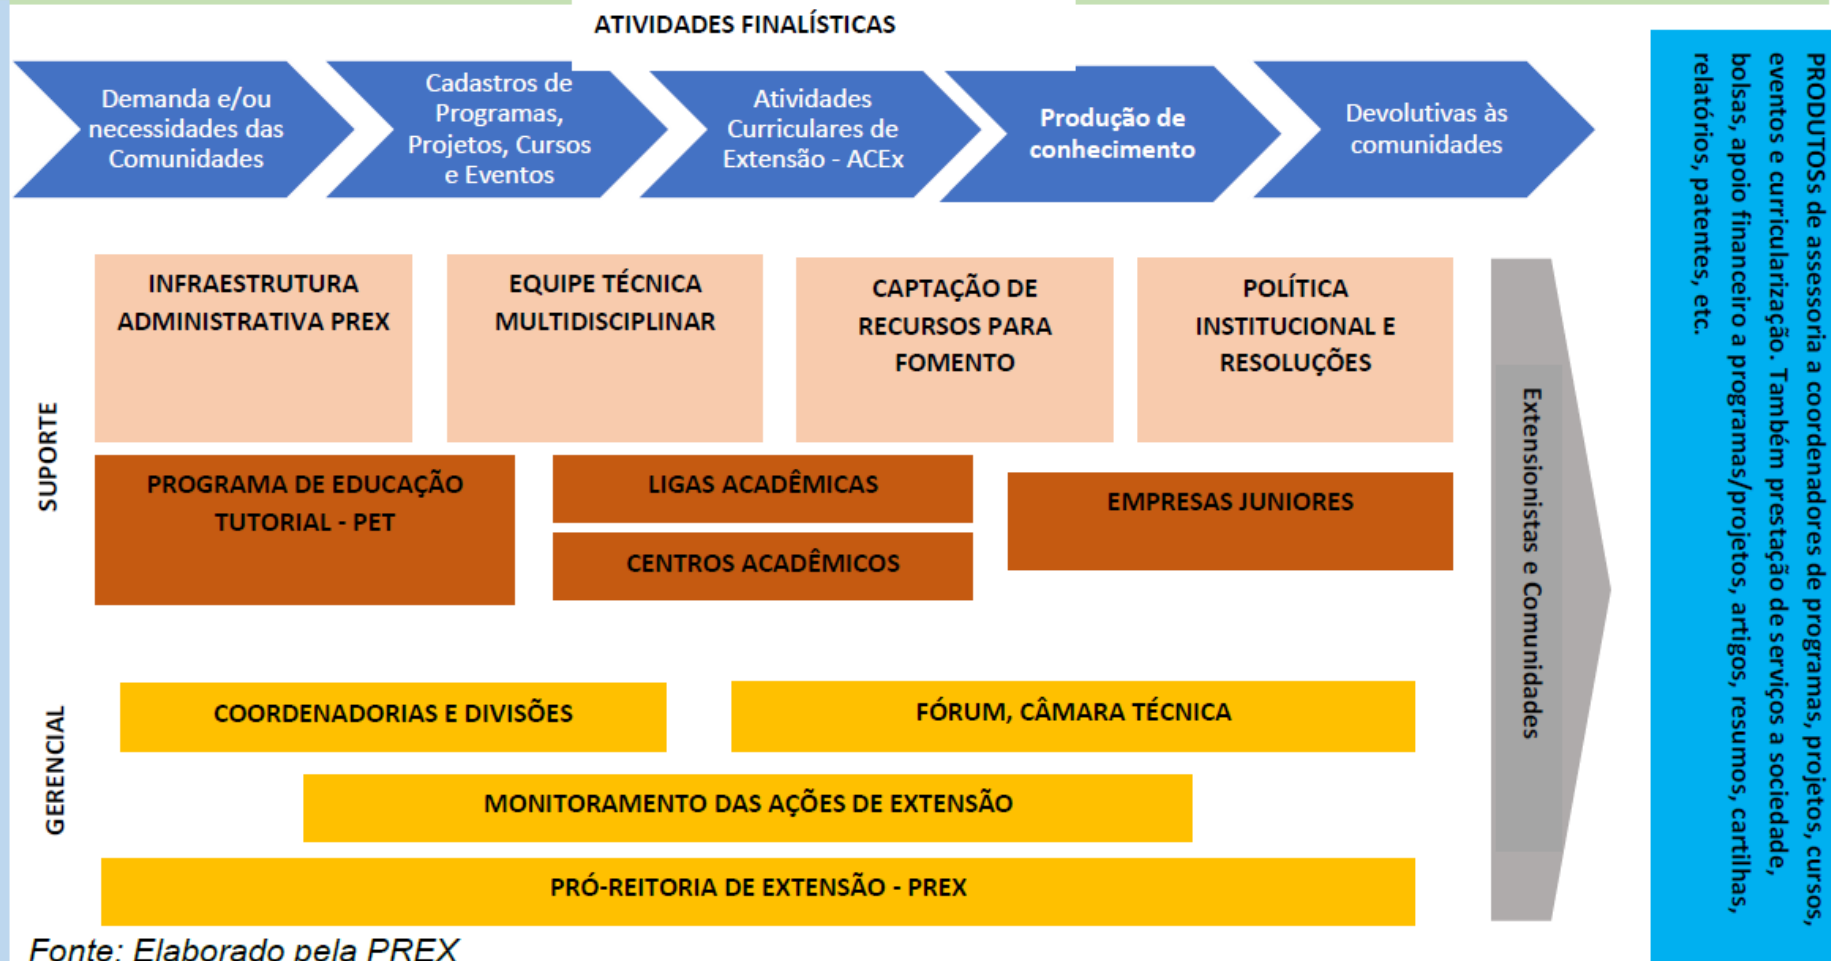 ATIVIDADES FINALÍSTICAS
Demanda e/ou
necessidades das
Comunidades
Cadastros de
Programas,
Projetos, Cursos
e Eventos
Atividades
Curriculares de
Extensão - ACEx
Produção de
conhecimento
Devolutivas às
comunidades
SUPORTE
INFRAESTRUTURA
ADMINISTRATIVA PREX
EQUIPE TÉCNICA
MULTIDISCIPLINAR
CAPTAÇÃO DE
RECURSOS PARA
FOMENTO
POLÍTICA
INSTITUCIONAL E
RESOLUÇÕES
PROGRAMA DE EDUCAÇÃO
TUTORIAL - PET
LIGAS ACADÊMICAS
CENTROS ACADÊMICOS
EMPRESAS JUNIORES
GERENCIAL
COORDENADORIAS E DIVISÕES
FÓRUM, CÂMARA TÉCNICA
MONITORAMENTO DAS AÇÕES DE EXTENSÃO
PRÓ-REITORIA DE EXTENSÃO - PREX
Extensionistas e Comunidades
PRODUTOSs de assessoria a coordenadores de programas, projetos, cursos,
eventos e curricularização. Também prestação de serviços a sociedade,
bolsas, apoio financeiro a programas/projetos, artigos, resumos, cartilhas,
relatórios, patentes, etc.
Fonte: Elaborado pela PREX